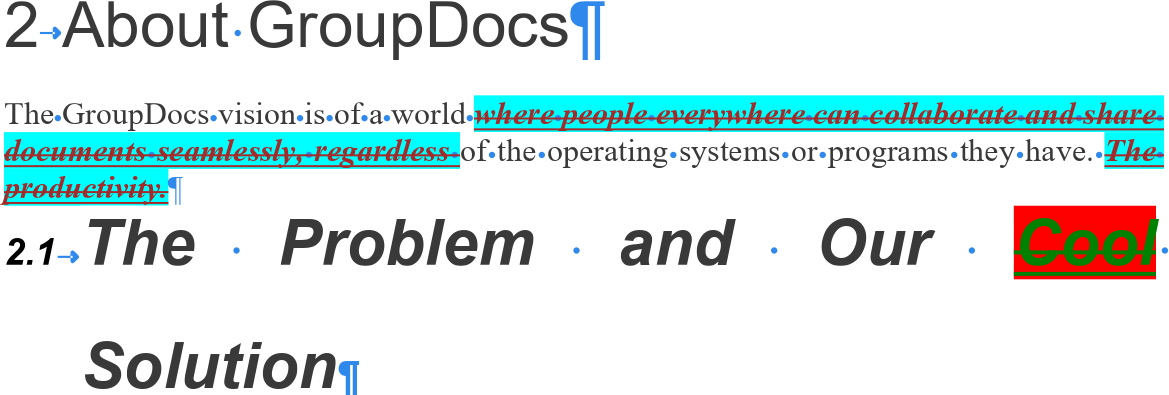 2 About GroupDocs¶
The GroupDocs vision is of a world where people everywhere can collaborate and share
documents seamlessly, regardless of the operating systems or programs they have. The
productivity.¶
2.1 The Problem and Our Cool
Solution¶